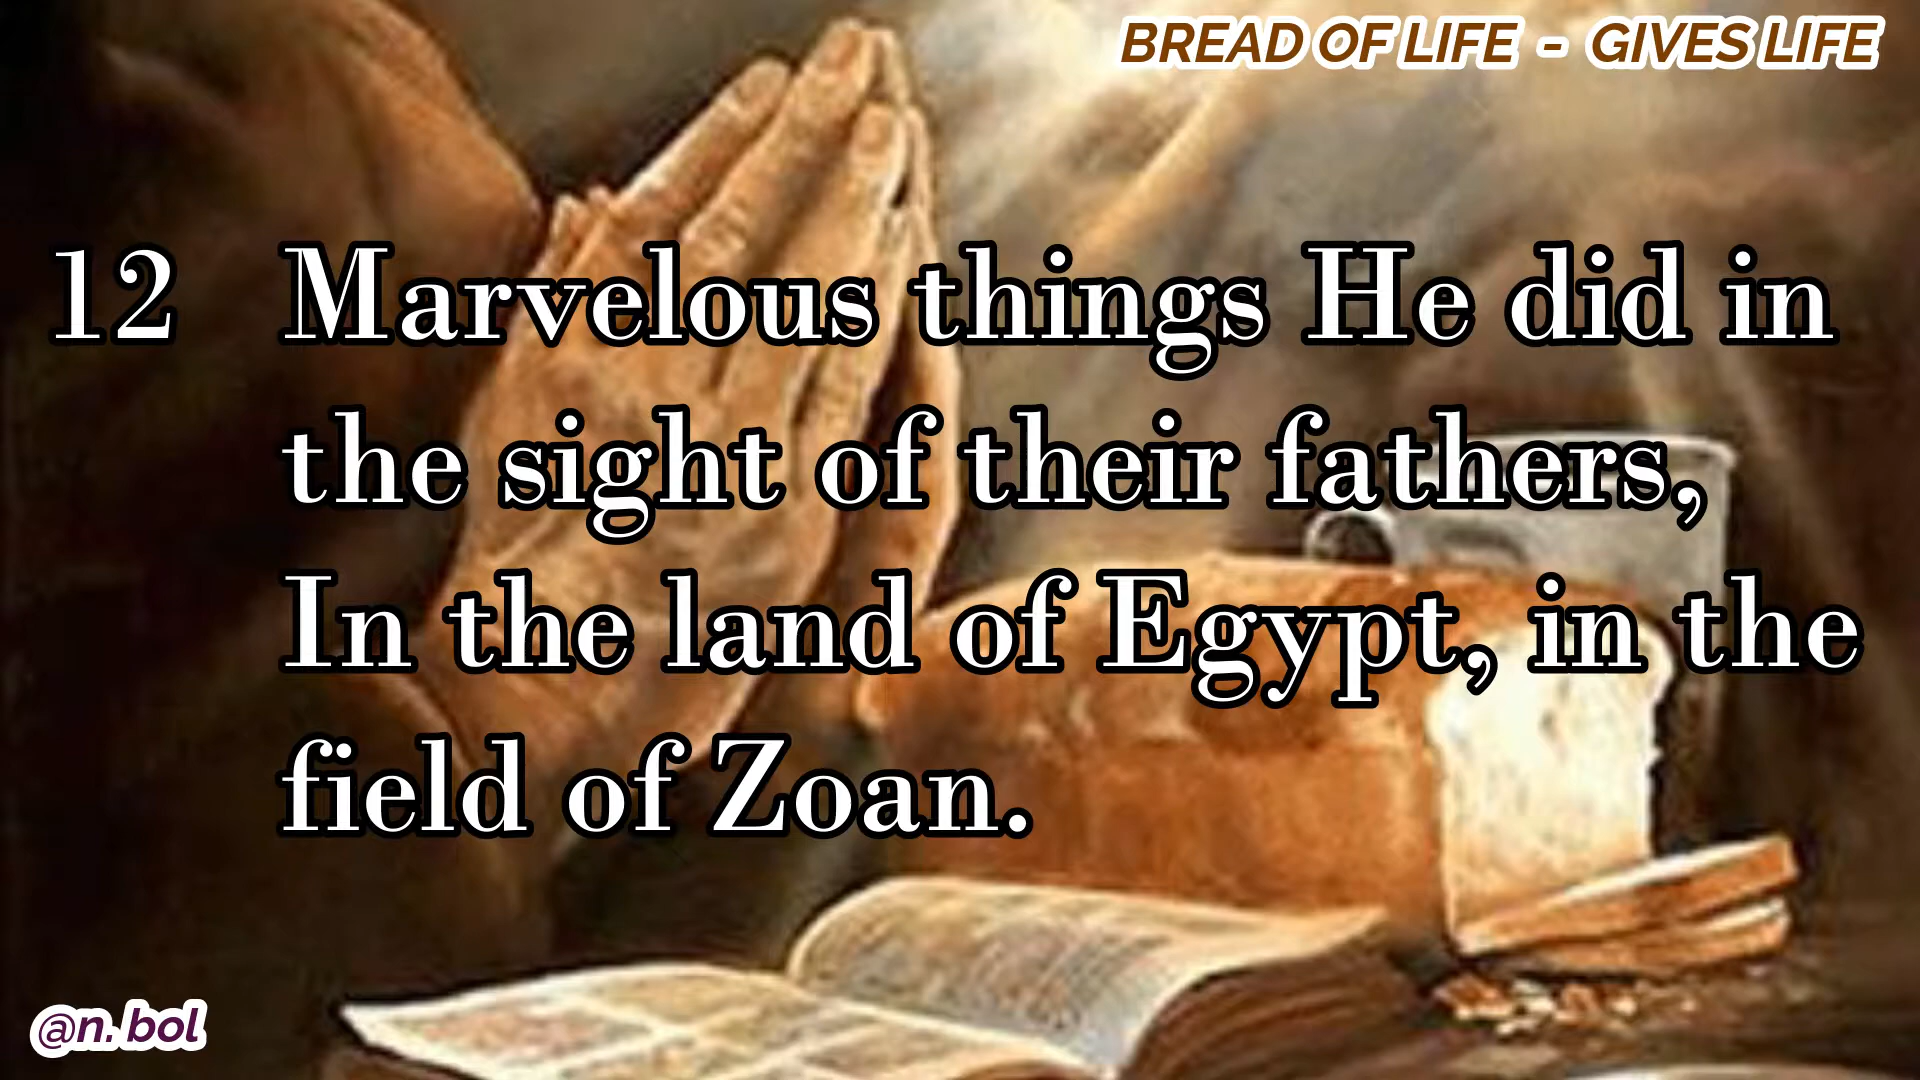 BREAD OF LIFE - GIVES LIFE
12 Marvelous things He did in
the sight of their fathers,
In the land of Egypt, in the
field of Zoan.
@n. bol